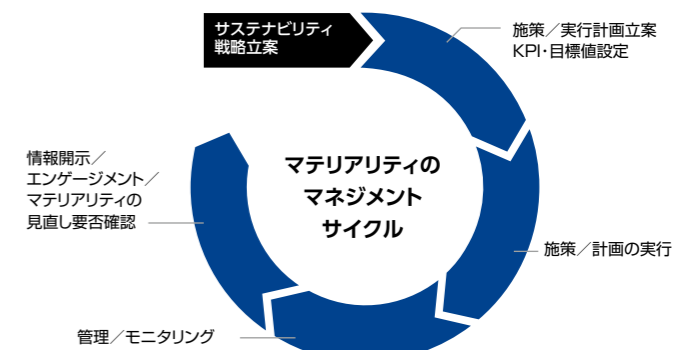 サステナビリティ
戦略立案
施策／実行計画立案
KPI・目標値設定
マテリアリティの
マネジメント
サイクル
情報開示／
エンゲージメント／
マテリアリティの
見直し要否確認
施策／計画の実行
管理／モニタリング